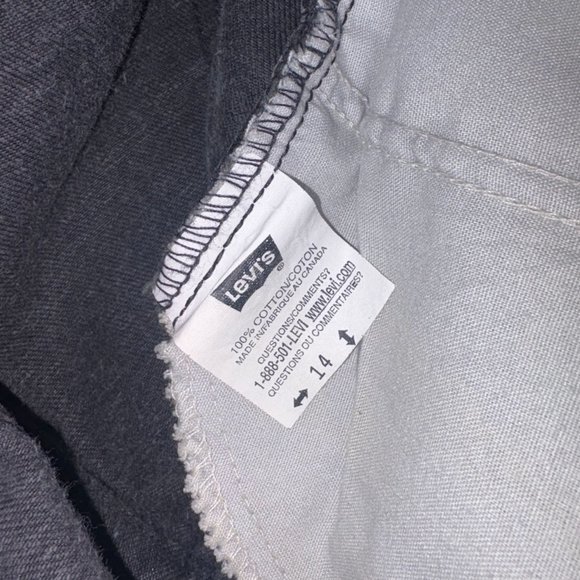 Levi's
®
100% COTTON/COTON
MADE IN/FABRIQUE AU CANADA
QUESTIONS/COMMENTS?
1-888-501-LEVI www.levi.com
QUESTIONS OU COMMENTAIRES?
↔ 14 ↕